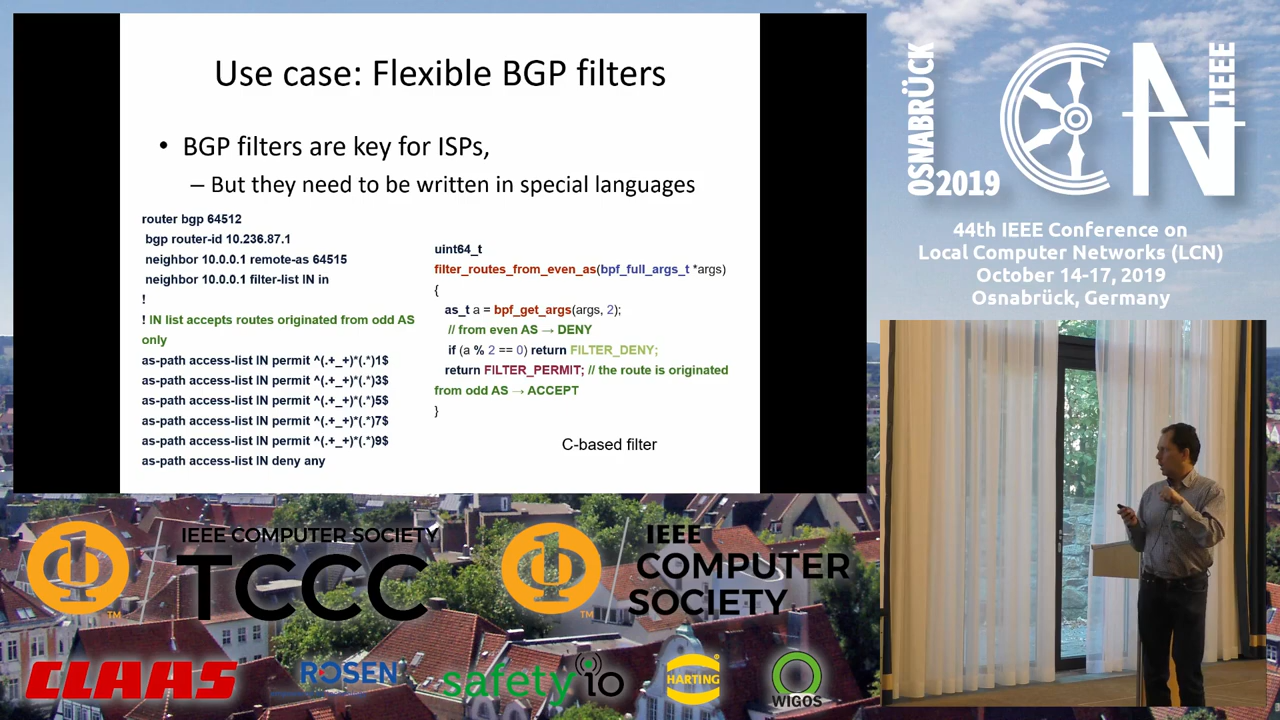 Use case: Flexible BGP filters
• BGP filters are key for ISPs,
– But they need to be written in special languages
router bgp 64512
bgp router-id 10.236.87.1
neighbor 10.0.0.1 remote-as 64515
neighbor 10.0.0.1 filter-list IN in
!
! IN list accepts routes originated from odd AS
only
as-path access-list IN permit ^(.+_+)*(.*)1$
as-path access-list IN permit ^(.+_+)*(.*)3$
as-path access-list IN permit ^(.+_+)*(.*)5$
as-path access-list IN permit ^(.+_+)*(.*)7$
as-path access-list IN permit ^(.+_+)*(.*)9$
as-path access-list IN deny any
uint64_t
filter_routes_from_even_as(bpf_full_args_t *args)
{
as_t a = bpf_get_args(args, 2);
// from even AS → DENY
if (a % 2 == 0) return FILTER_DENY;
return FILTER_PERMIT; // the route is originated
from odd AS → ACCEPT
}
C-based filter
OSNABRÜCK
2019
LCN
IEEE
44th IEEE Conference on
Local Computer Networks (LCN)
October 14-17, 2019
Osnabrück, Germany
IEEE COMPUTER SOCIETY
TCCC
TM
IEEE
COMPUTER
SOCIETY
TM
CLAAS
ROSEN
safety io
HARTING
WIGOS